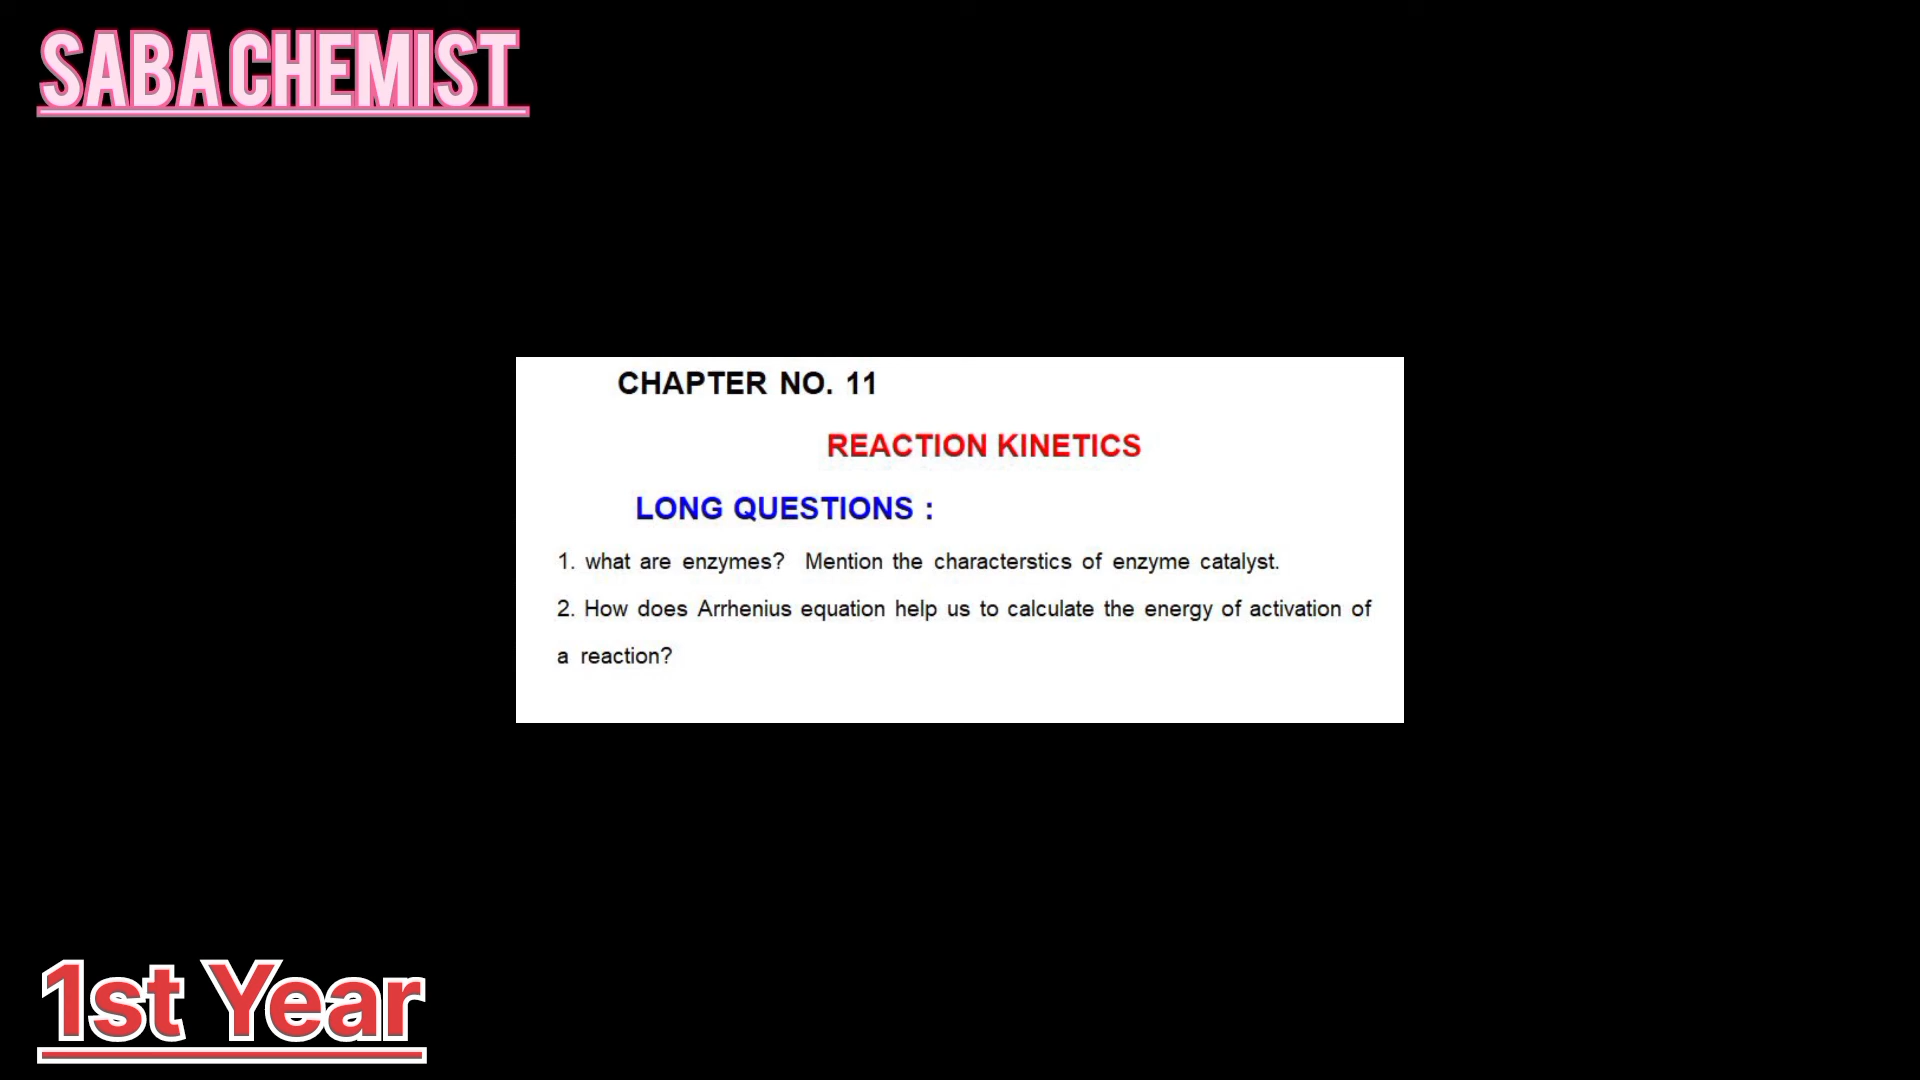 SABA CHEMIST
CHAPTER NO. 11
REACTION KINETICS
LONG QUESTIONS :
1. what are enzymes? Mention the characterstics of enzyme catalyst.
2. How does Arrhenius equation help us to calculate the energy of activation of
a reaction?
1st Year